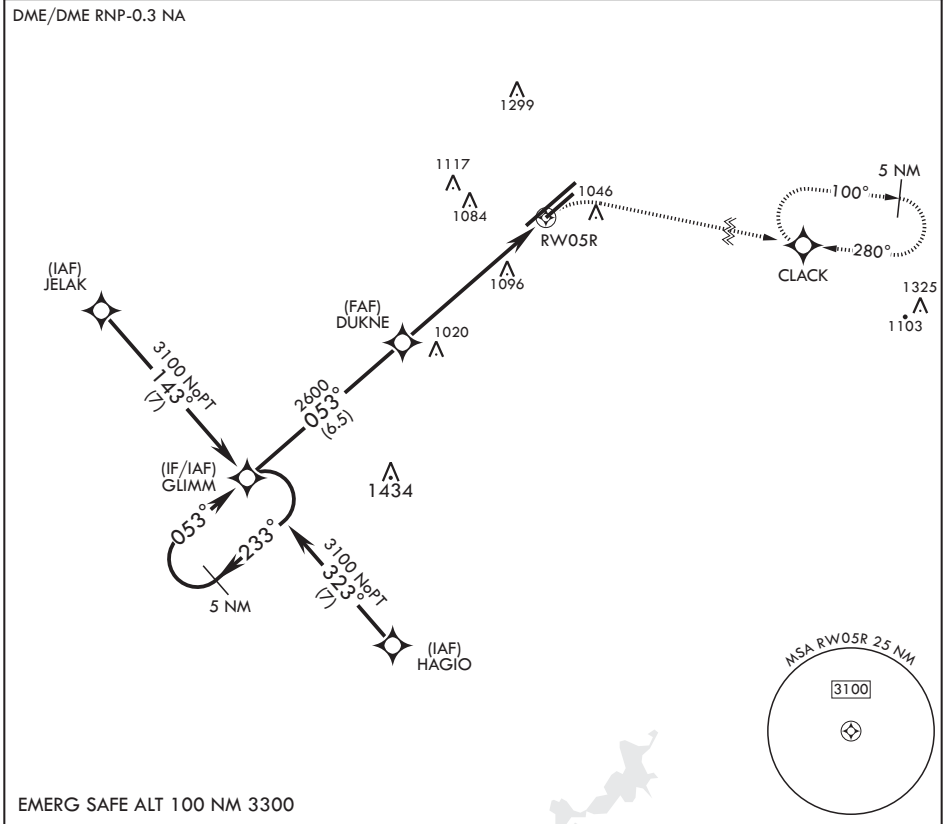 DME/DME RNP-0.3 NA
1299
1117
1084
1046
RW05R
5 NM
100°
280°
CLACK
1325
1103
1096
(IAF)
JELAK
(FAF)
DUKNE
1020
3100 NoPT
143°
(7)
2600
053°
(6.5)
(IF/IAF)
GLIMM
1434
053°
233°
5 NM
3100 NoPT
323°
(7)
(IAF)
HAGIO
MSA RW05R 25 NM
3100
EMERG SAFE ALT 100 NM 3300